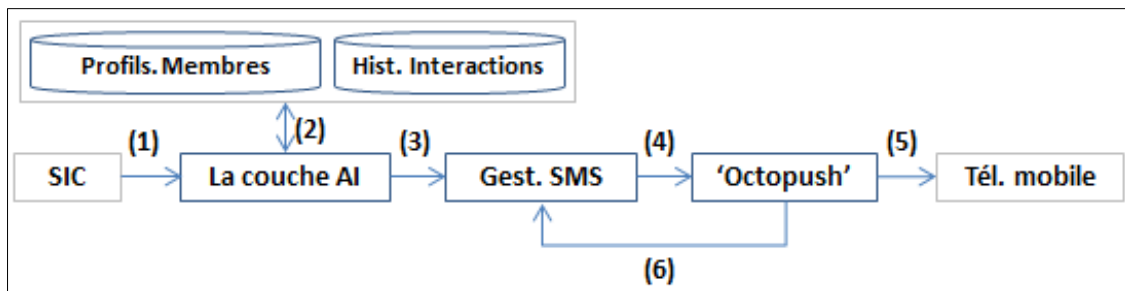 Profils. Membres
Hist. Interactions
(1)
(2)
(3)
(4)
(5)
SIC
La couche AI
Gest. SMS
‘Octopush’
Tél. mobile
(6)